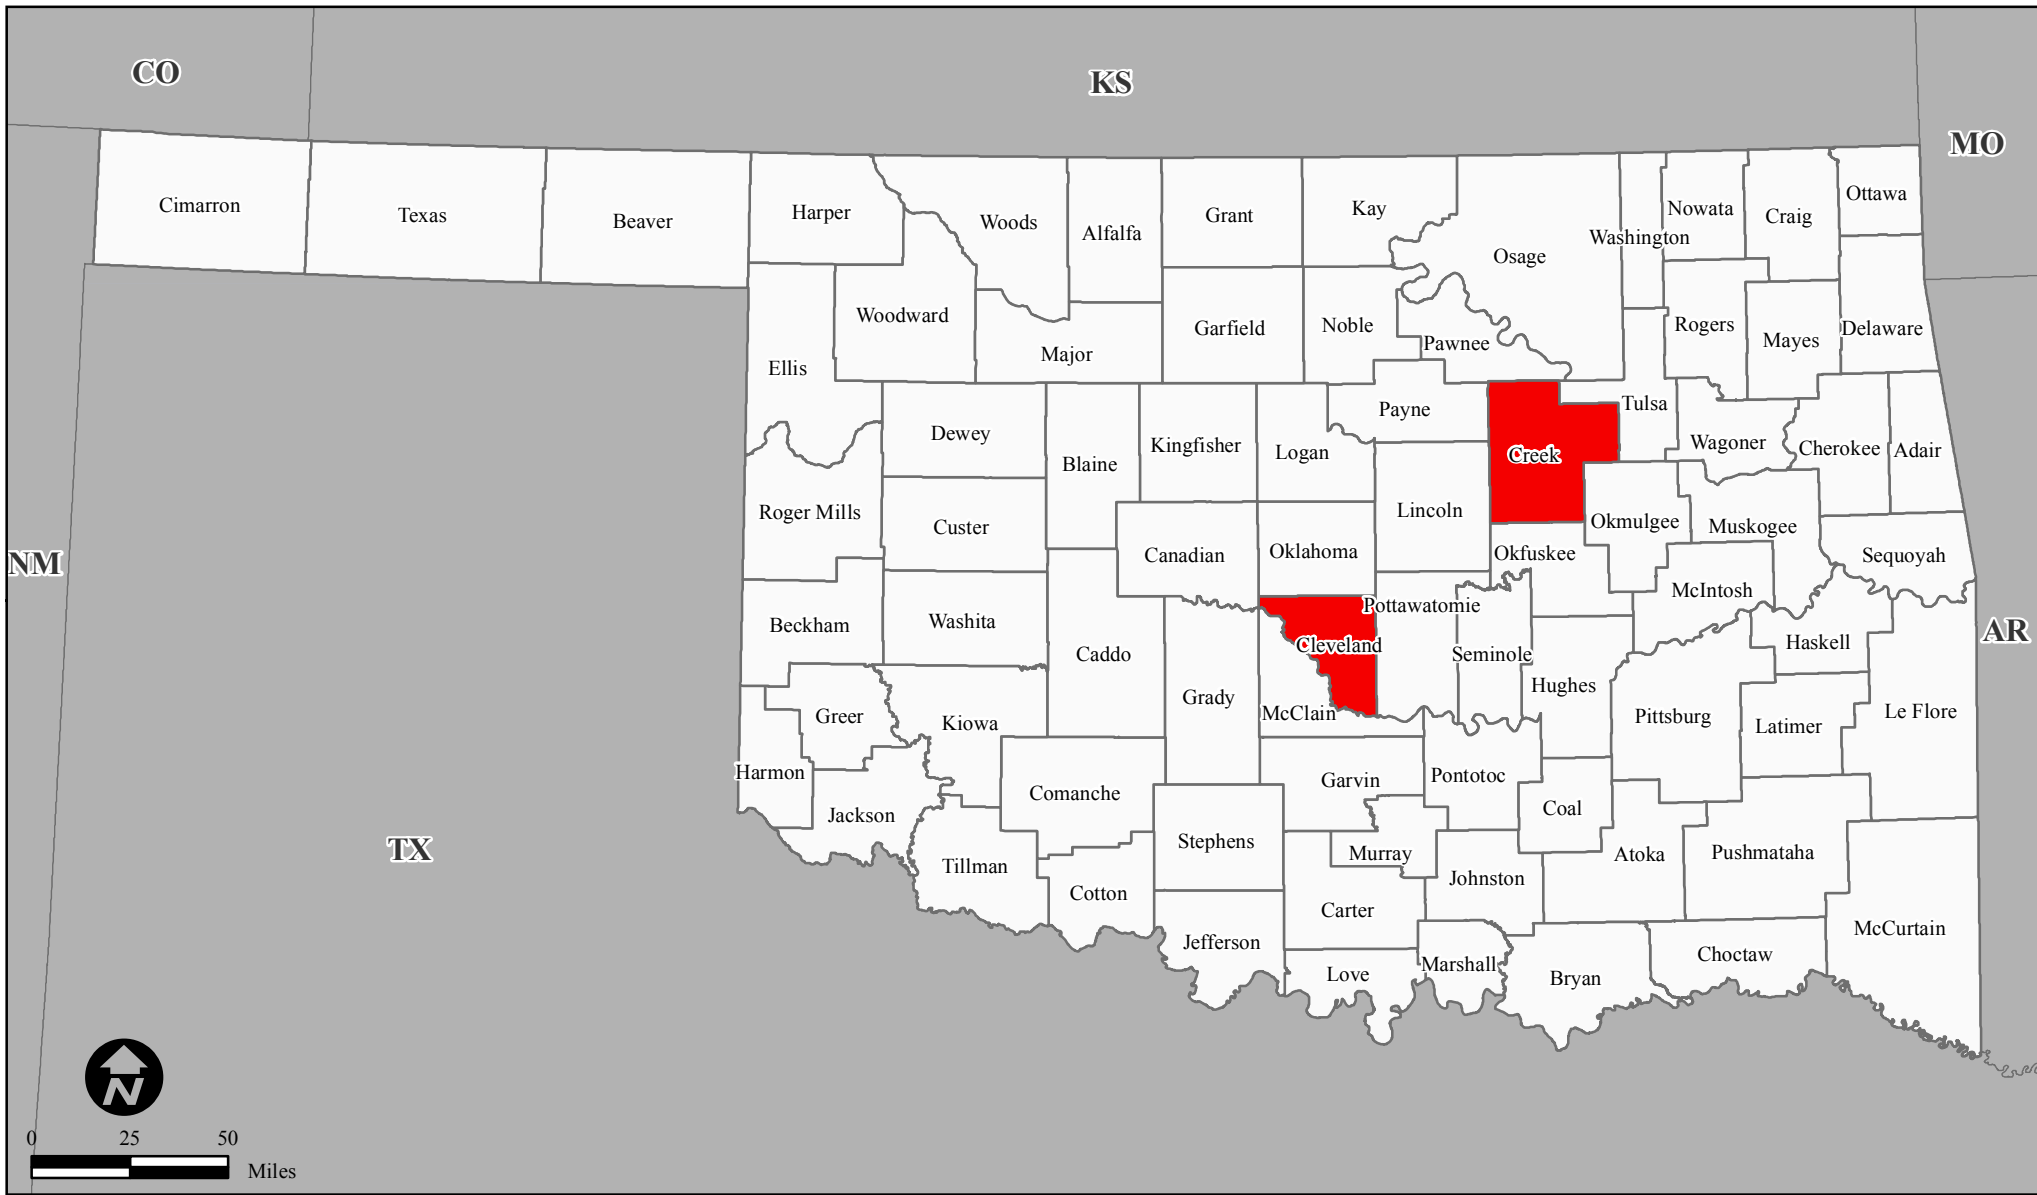 CO
KS
MO
Cimarron
Texas
Beaver
Harper
Woods
Alfalfa
Grant
Kay
Osage
Washington
Nowata
Craig
Ottawa
Ellis
Woodward
Major
Garfield
Noble
Pawnee
Rogers
Mayes
Delaware
Dewey
Blaine
Kingfisher
Logan
Payne
Creek
Tulsa
Wagoner
Cherokee
Adair
Roger Mills
Custer
Canadian
Oklahoma
Lincoln
Okfuskee
Okmulgee
Muskogee
Sequoyah
NM
Beckham
Washita
Caddo
Grady
Cleveland
McClain
Pottawatomie
Seminole
Hughes
McIntosh
Haskell
AR
Greer
Kiowa
Pittsburg
Latimer
Le Flore
Harmon
Jackson
Comanche
Garvin
Pontotoc
Coal
TX
Tillman
Cotton
Stephens
Murray
Johnston
Atoka
Pushmataha
Carter
Jefferson
Love
Marshall
Bryan
Choctaw
McCurtain
N
0 25 50
Miles